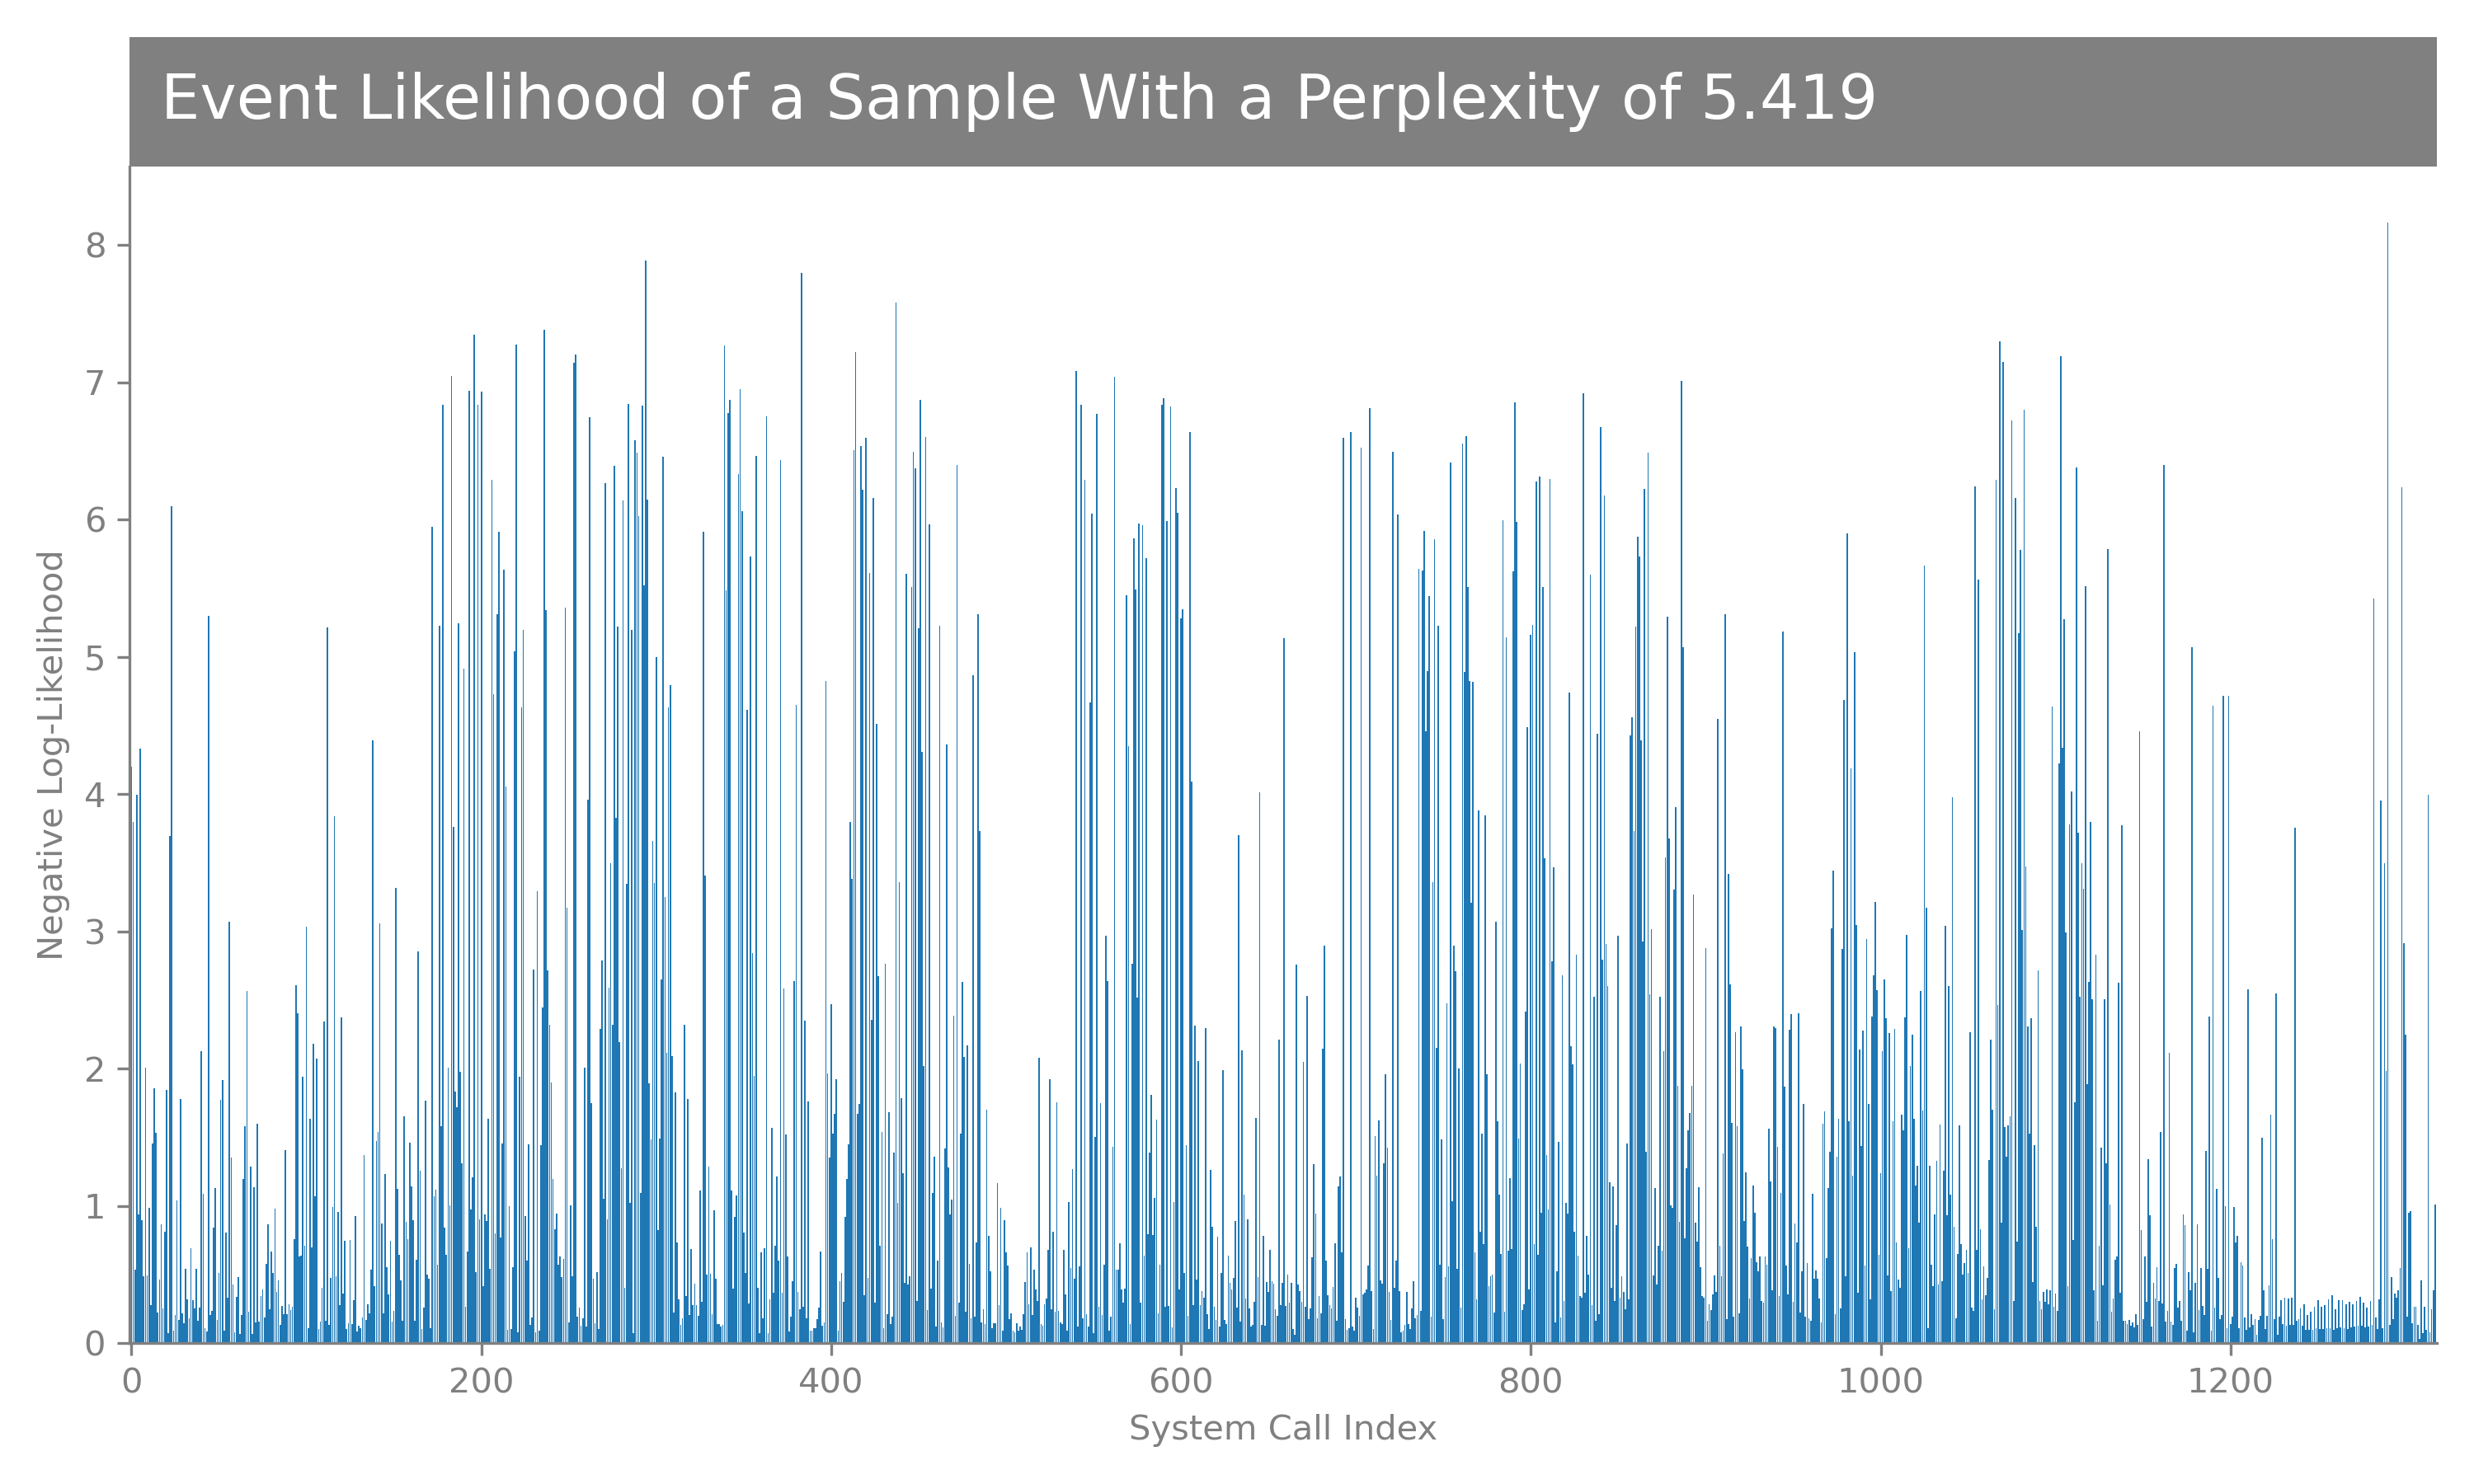 Event Likelihood of a Sample With a Perplexity of 5.419
8
7
6
5
4
3
2
1
0
Negative Log-Likelihood
0 200 400 600 800 1000 1200
System Call Index